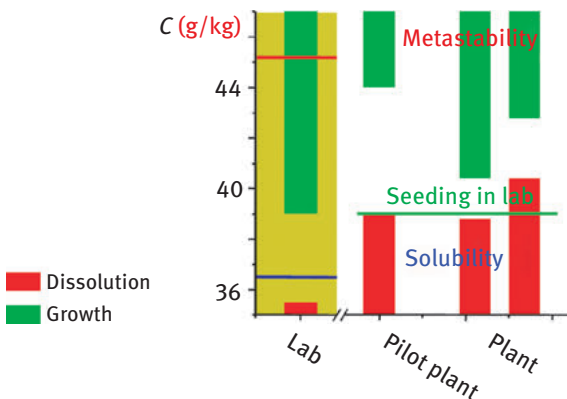 C (g/kg)
Metastability
44
40
Seeding in lab
Solubility
36
Dissolution
Growth
Lab
Pilot plant
Plant